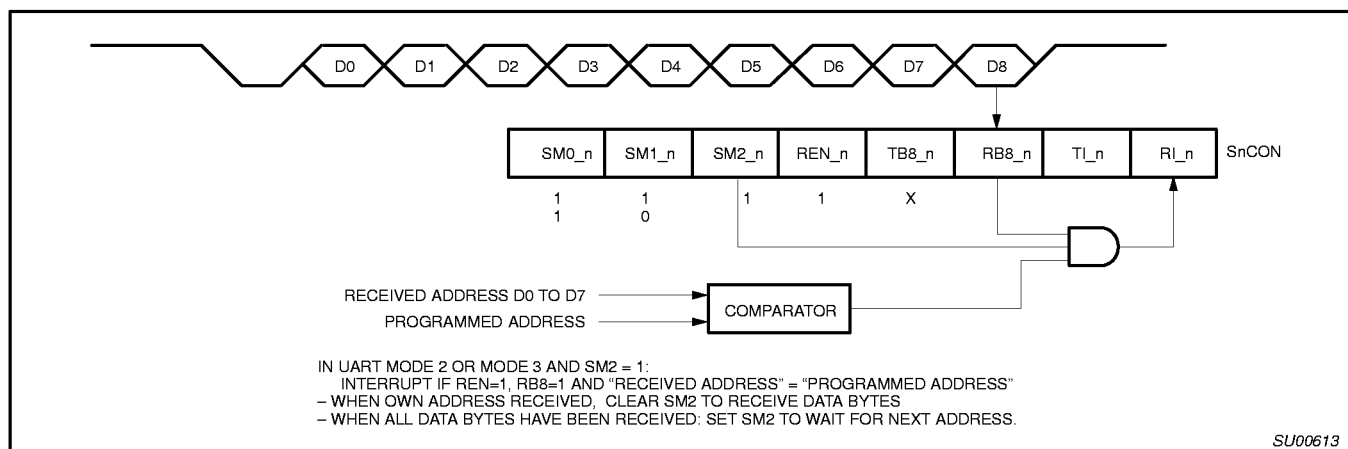 D0 D1 D2 D3 D4 D5 D6 D7 D8
SM0_n SM1_n SM2_n REN_n TB8_n RB8_n TI_n RI_n SnCON
1 1 1 1 X
1 0
RECEIVED ADDRESS D0 TO D7
PROGRAMMED ADDRESS
COMPARATOR
IN UART MODE 2 OR MODE 3 AND SM2 = 1:
INTERRUPT IF REN=1, RB8=1 AND “RECEIVED ADDRESS” = “PROGRAMMED ADDRESS”
– WHEN OWN ADDRESS RECEIVED, CLEAR SM2 TO RECEIVE DATA BYTES
– WHEN ALL DATA BYTES HAVE BEEN RECEIVED: SET SM2 TO WAIT FOR NEXT ADDRESS.
SU00613